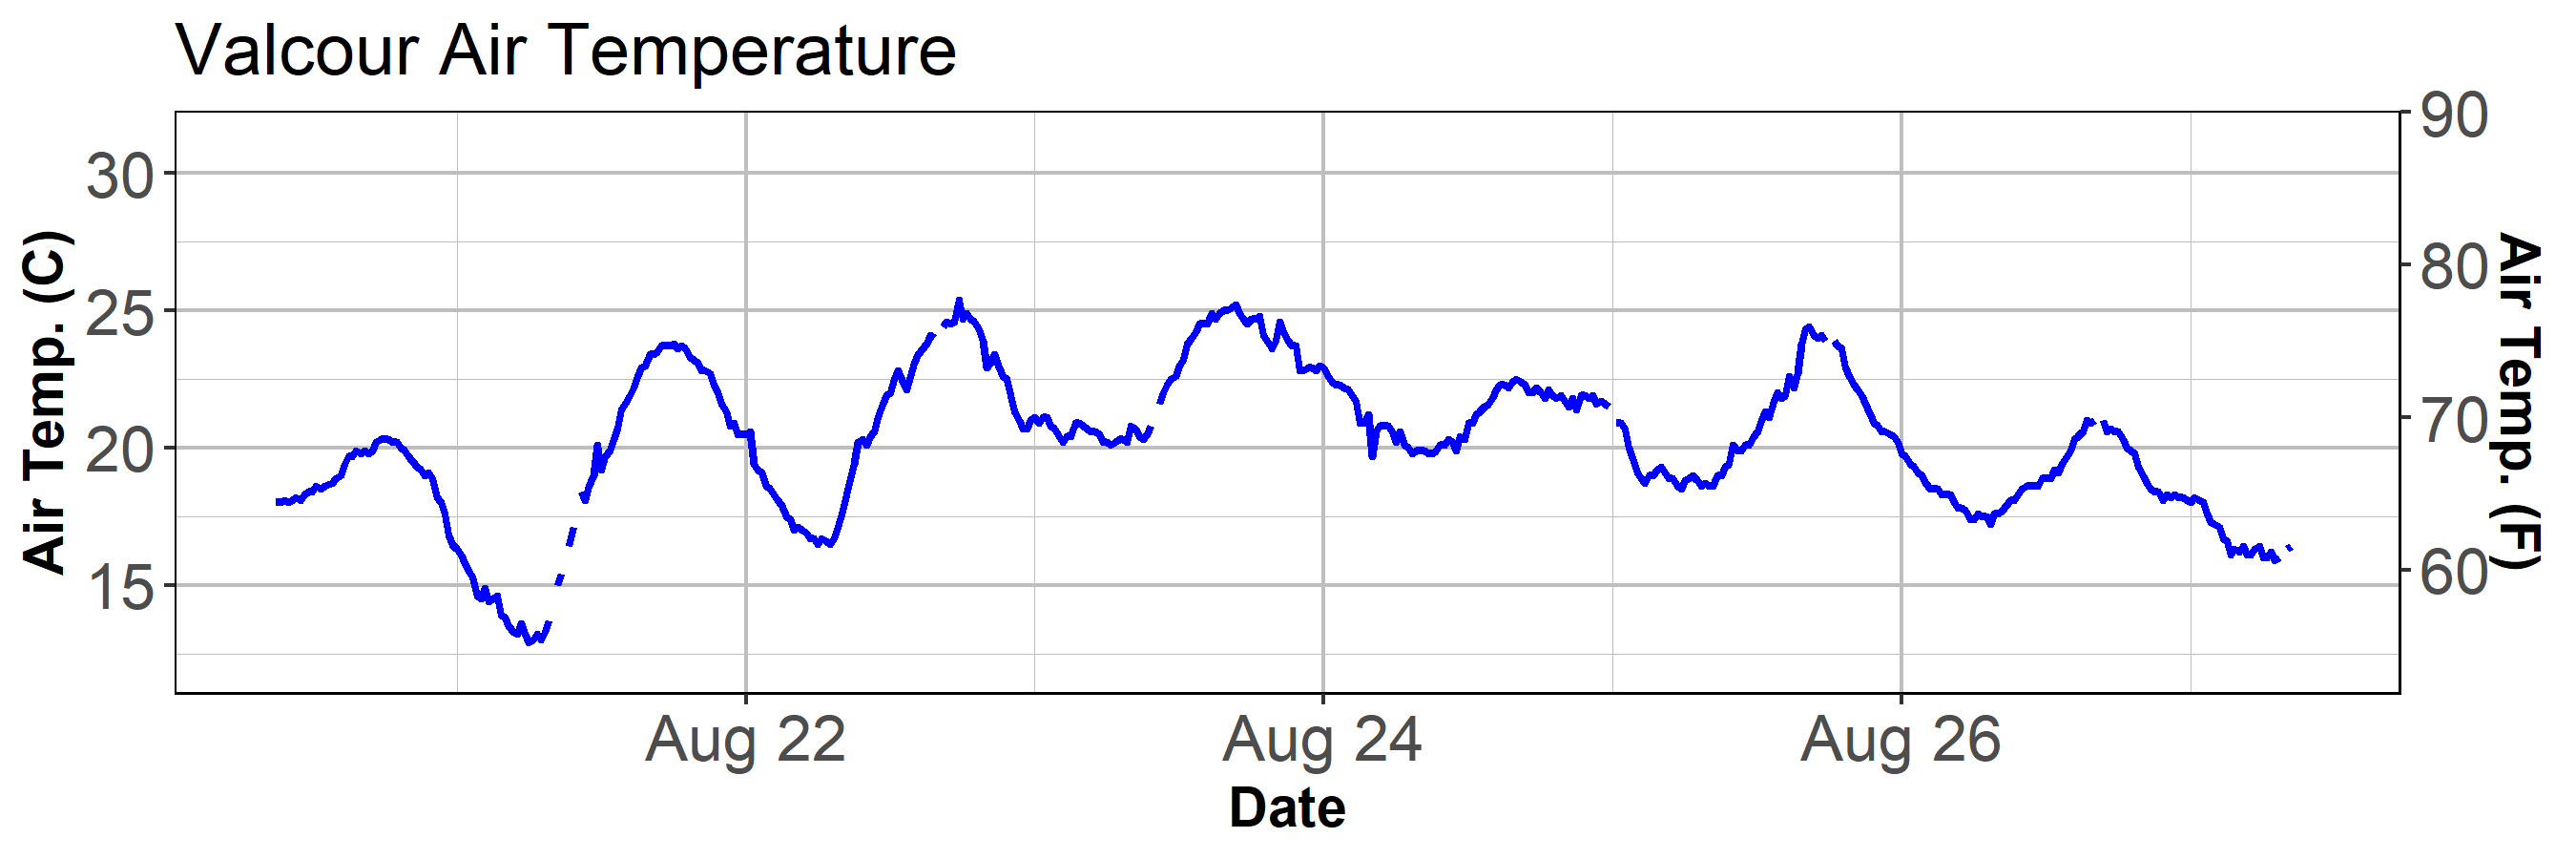 Valcour Air Temperature
Air Temp. (C)
30
25
20
15
90
80
70
60
Air Temp. (F)
Aug 22
Aug 24
Aug 26
Date